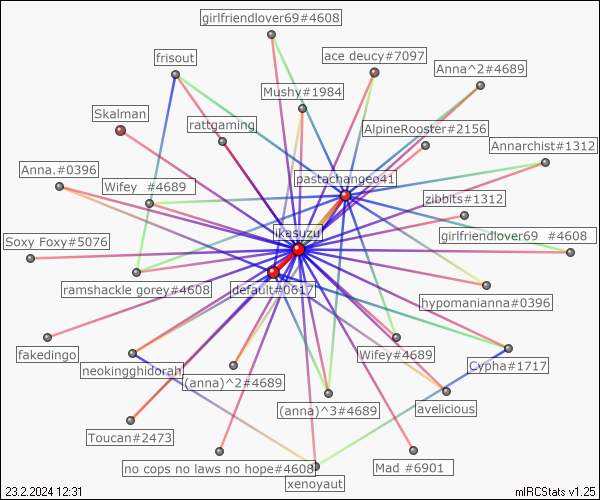 girlfriendlover69#4608
frisout
ace deucy#7097
Anna^2#4689
Mushy#1984
Skalman
rattgaming
AlpineRooster#2156
Annarchist#1312
Anna.#0396
Wifey  #4689
pastachangeo41
zibbits#1312
ikasuzu
Soxy Foxy#5076
girlfriendlover69  #4608
ramshackle gorey#4608
default#0617
hypomanianna#0396
fakedingo
neokingghidorah
(anna)^2#4689
Wifey#4689
Cypha#1717
(anna)^3#4689
avelicious
Toucan#2473
no cops no laws no hope#4608
Mad  #6901
xenoyaut
23.2.2024 12:31
mIRCStats v1.25